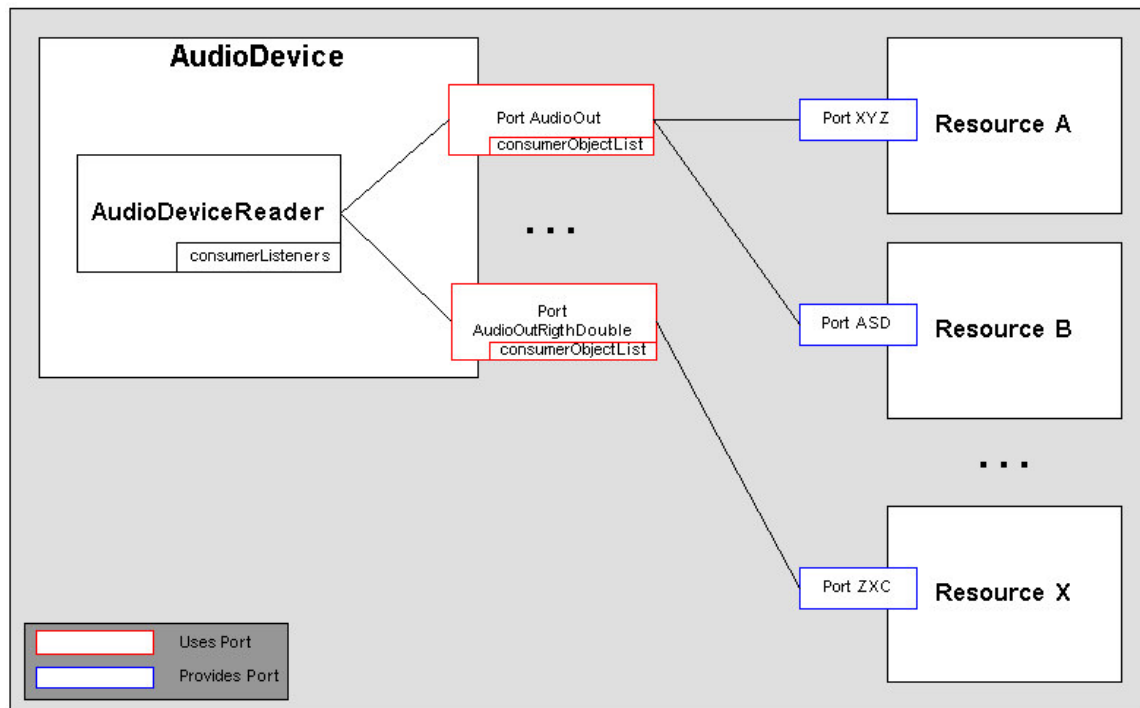 AudioDevice
Port AudioOut
consumerObjectList
Port XYZ
Resource A
AudioDeviceReader
consumerListeners
. . .
Port
AudioOutRigthDouble
consumerObjectList
Port ASD
Resource B
. . .
Port ZXC
Resource X
Uses Port
Provides Port